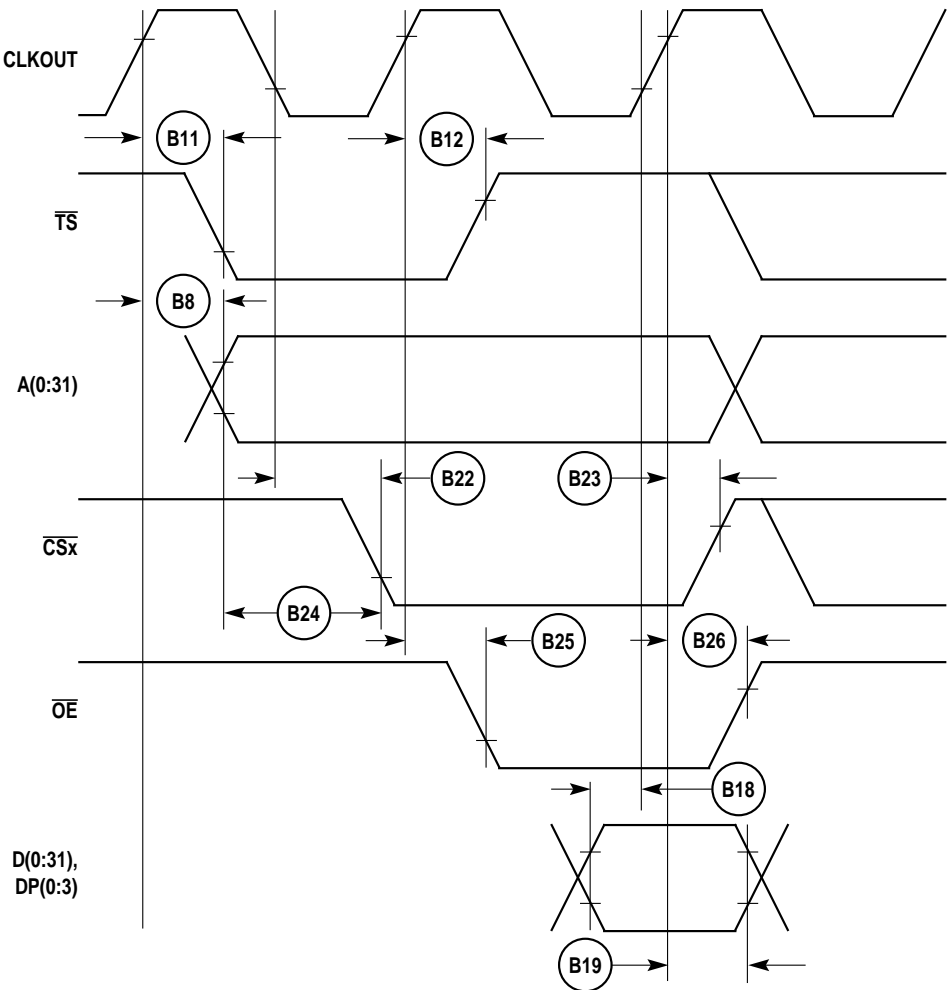 CLKOUT
B11
B12
TS
B8
A(0:31)
B22
B23
CSx
B24
B25
B26
OE
B18
D(0:31),
DP(0:3)
B19